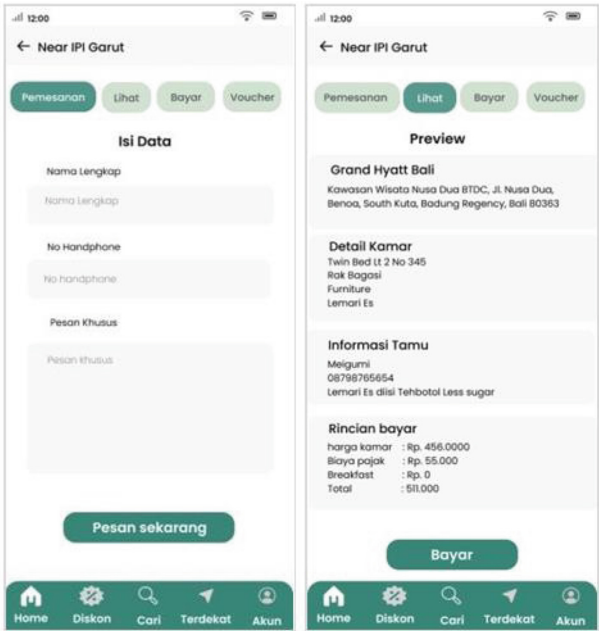 12:00
← Near IPI Garut
Pemesanan Lihat Bayar Voucher
Isi Data
Nama Lengkap
Nama Lengkap
No Handphone
No handphone
Pesan Khusus
Pesan Khusus
Pesan sekarang
Home Diskon Cari Terdekat Akun
12:00
← Near IPI Garut
Pemesanan Lihat Bayar Voucher
Preview
Grand Hyatt Bali
Kawasan Wisata Nusa Dua BTDC, Jl. Nusa Dua,
Benoa, South Kuta, Badung Regency, Bali 80363
Detail Kamar
Twin Bed Lt 2 No 345
Rak Bagasi
Furniture
Lemari Es
Informasi Tamu
Meigumi
08798765654
Lemari Es diisi Tehbotol Less sugar
Rincian bayar
harga kamar : Rp. 456.0000
Biaya pajak : Rp. 55.000
Breakfast : Rp. 0
Total : 511.000
Bayar
Home Diskon Cari Terdekat Akun